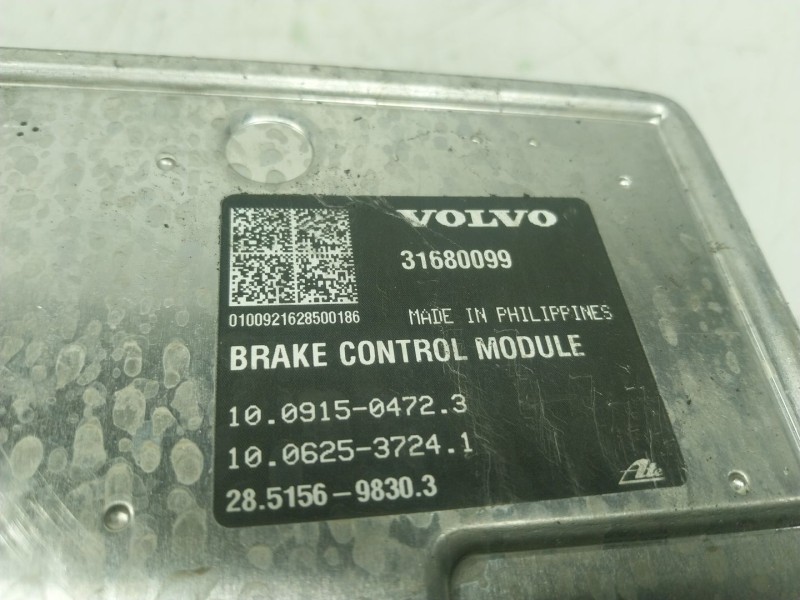 VOLVO
31680099
0100921628500186
MADE IN PHILIPPINES
BRAKE CONTROL MODULE
10.0915-0472.3
10.0625-3724.1
28.5156-9830.3
Ate